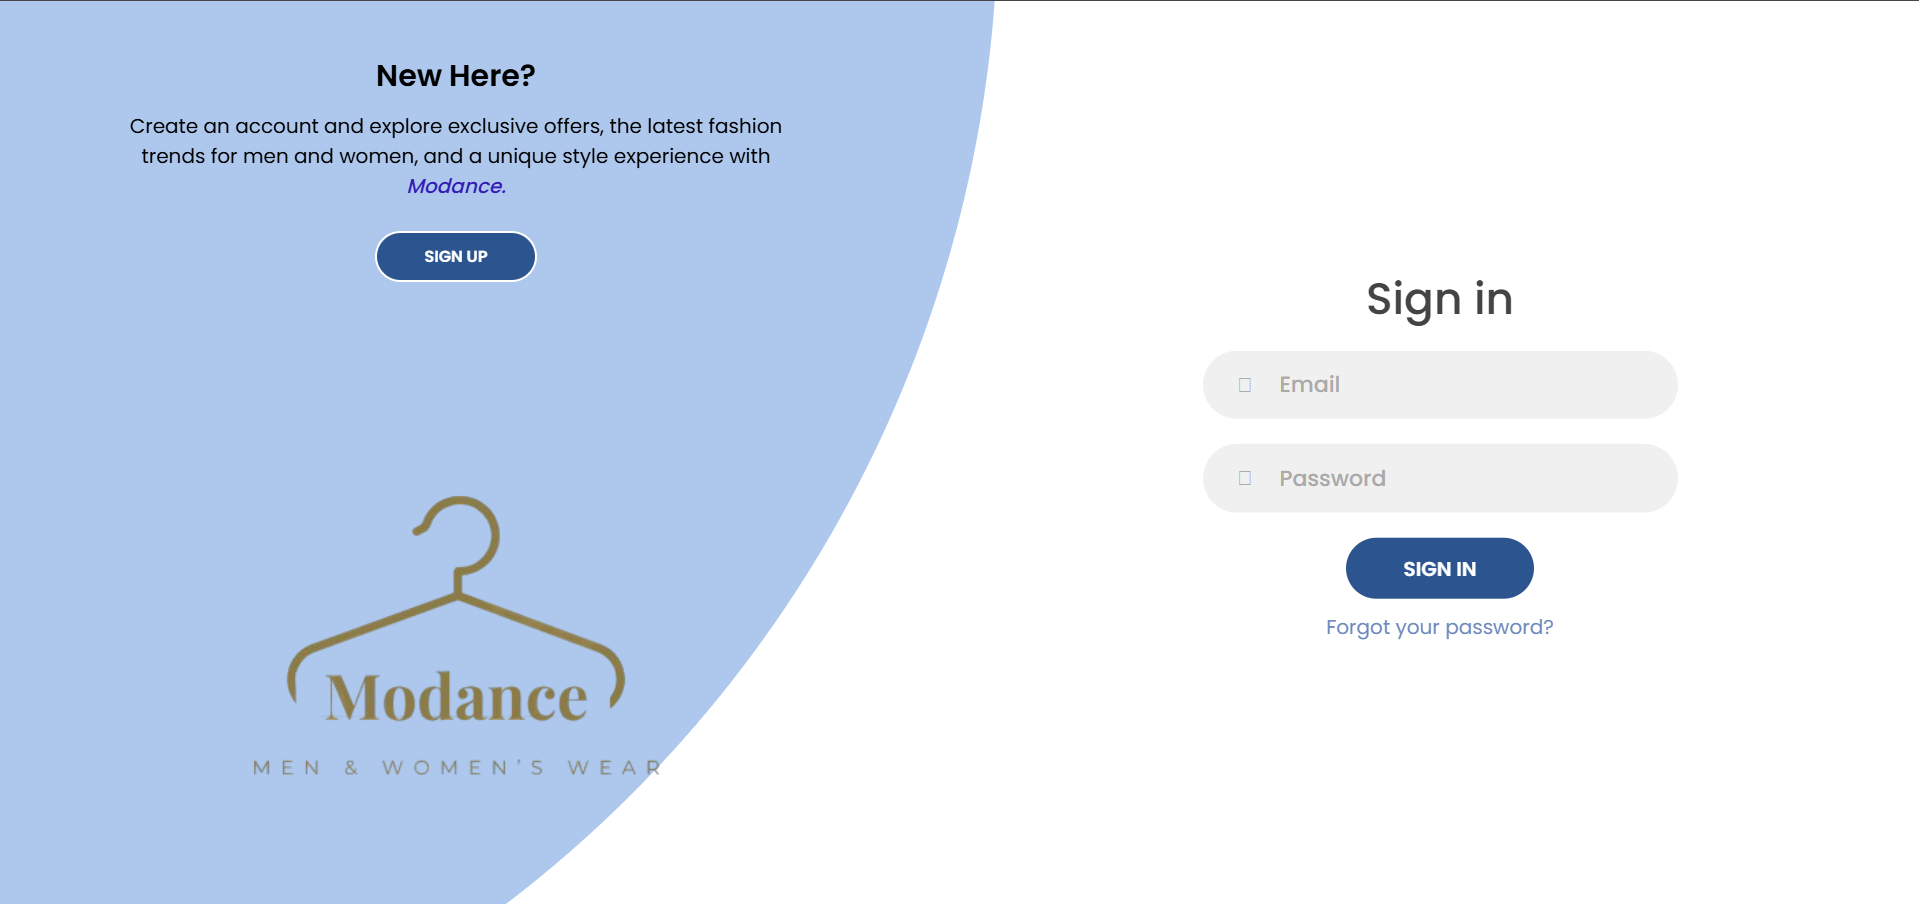 New Here?
Create an account and explore exclusive offers, the latest fashion
trends for men and women, and a unique style experience with
Modance.
SIGN UP
Modance
MEN & WOMEN'S WEAR
Sign in
Email
Password
SIGN IN
Forgot your password?